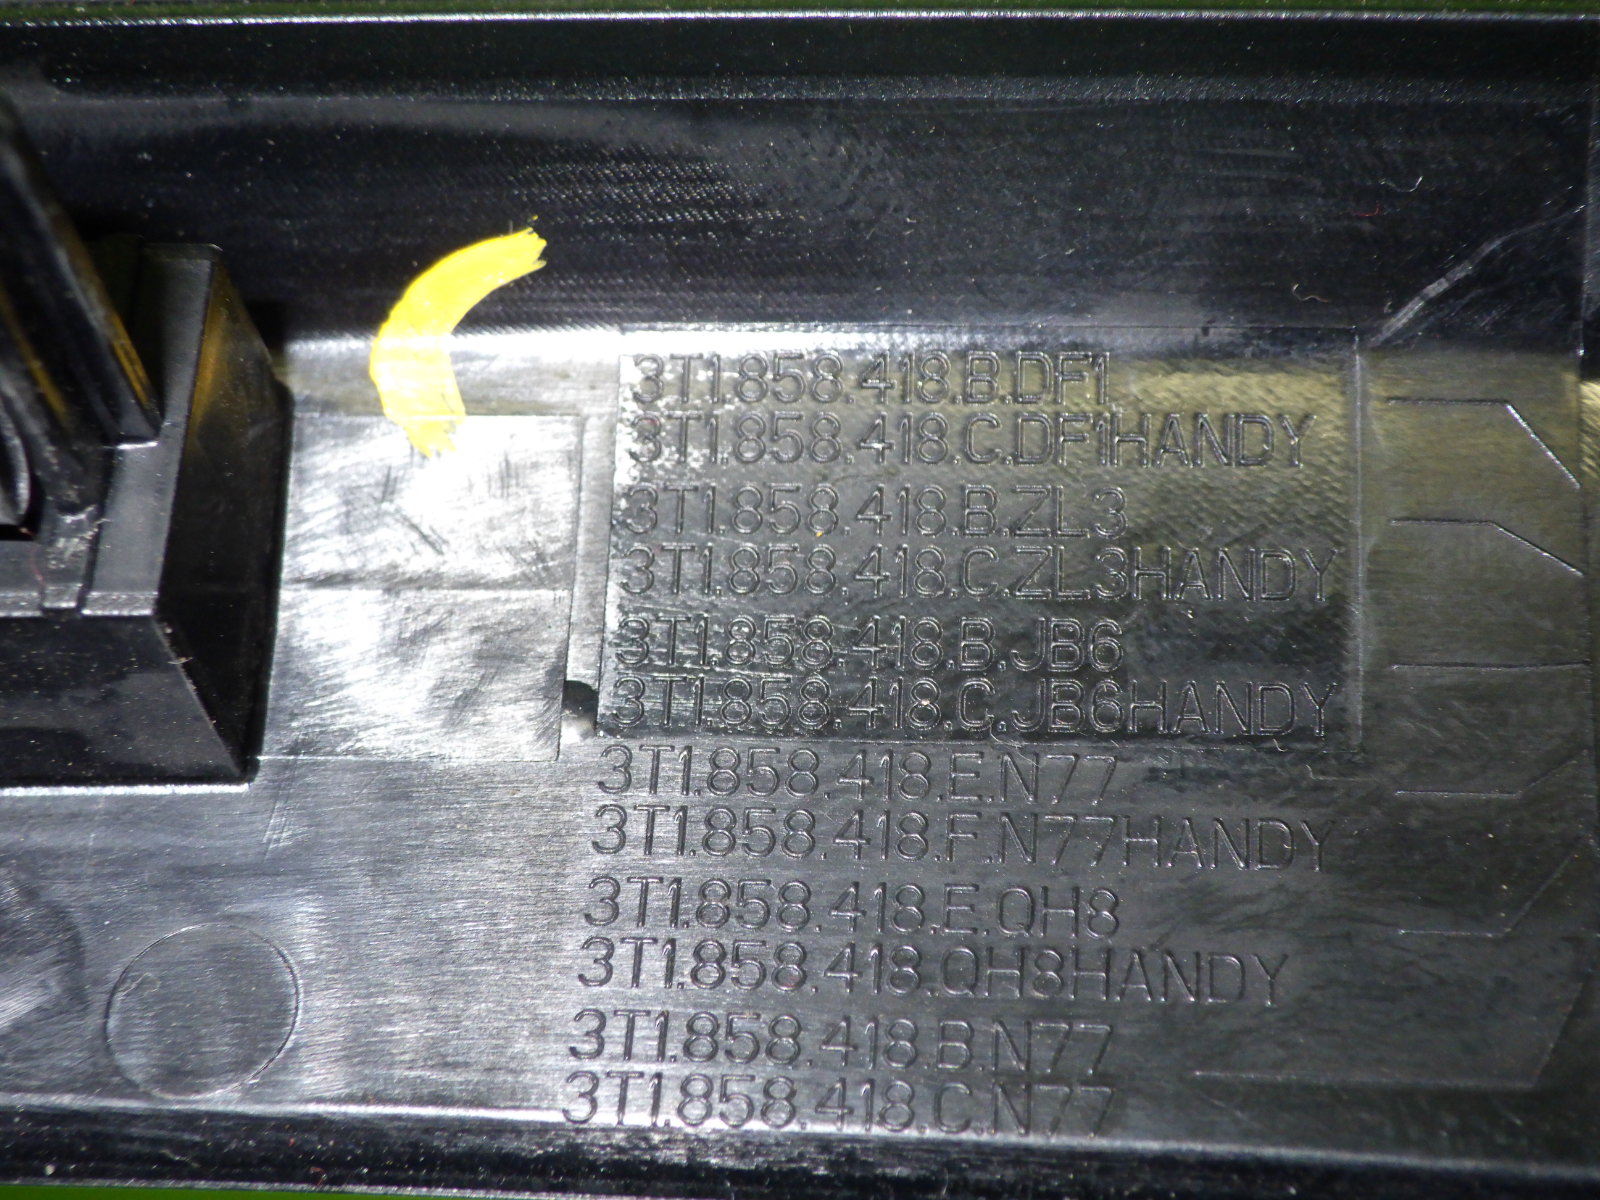 3T1.858.418.B.DF1
3T1.858.418.C.DF1HANDY
3T1.858.418.B.ZL3
3T1.858.418.C.ZL3HANDY
3T1.858.418.B.JB6
3T1.858.418.C.JB6HANDY
3T1.858.418.E.N77
3T1.858.418.F.N77HANDY
3T1.858.418.E.QH8
3T1.858.418.QH8HANDY
3T1.858.418.B.N77
3T1.858.418.C.N77